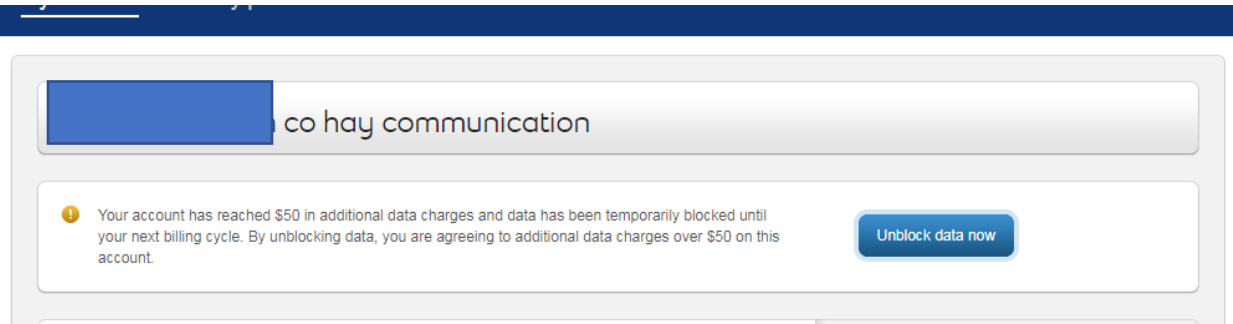 co hay communication
Your account has reached $50 in additional data charges and data has been temporarily blocked until
your next billing cycle. By unblocking data, you are agreeing to additional data charges over $50 on this
account.
Unblock data now